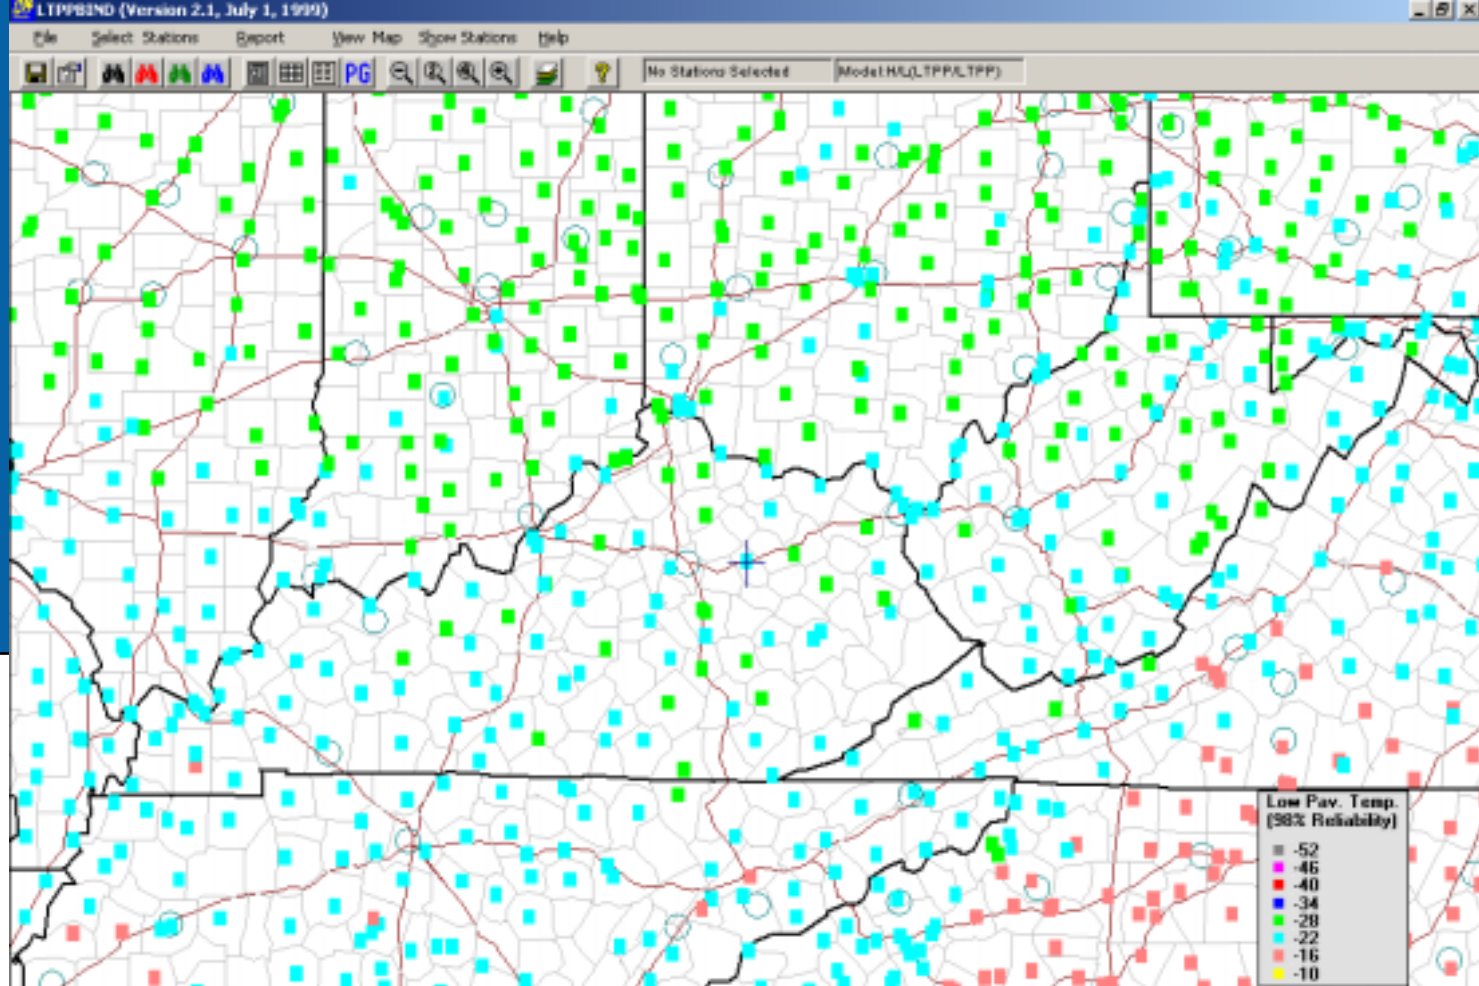 LTPPBIND (Version 2.1, July 1, 1999)
File Select Stations Report View Map Show Stations Help
PG No Stations Selected Model:H/L(LTPP/LTPP)
Low Pav. Temp.
(98% Reliability)
-52
-46
-40
-34
-28
-22
-16
-10